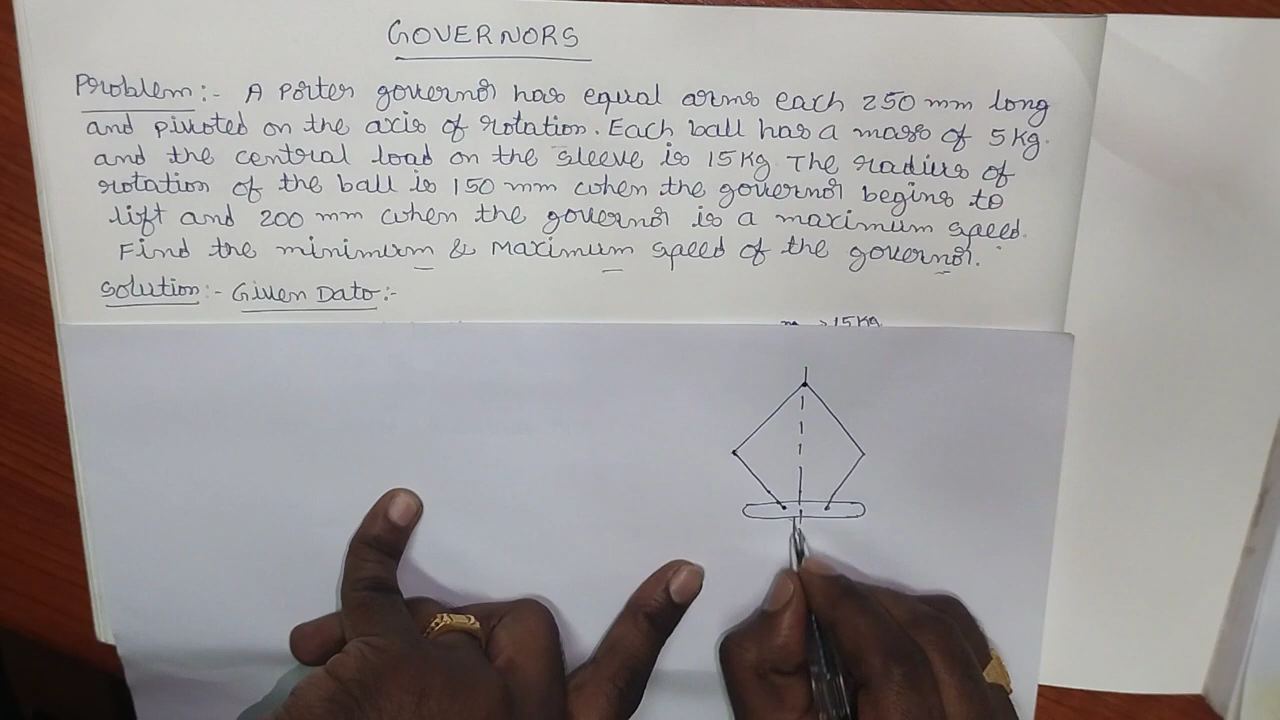 GOVERNORS
Problem:- A Porter governor has equal arms each 250 mm long
and pivoted on the axis of rotation. Each ball has a mass of 5 Kg.
and the central load on the sleeve is 15 Kg The radius of
rotation of the ball is 150 mm when the governor begins to
lift and 200 mm when the governor is a maximum speed.
Find the minimum & Maximum speed of the governor.
Solution:- Given Data:-
15 Kg